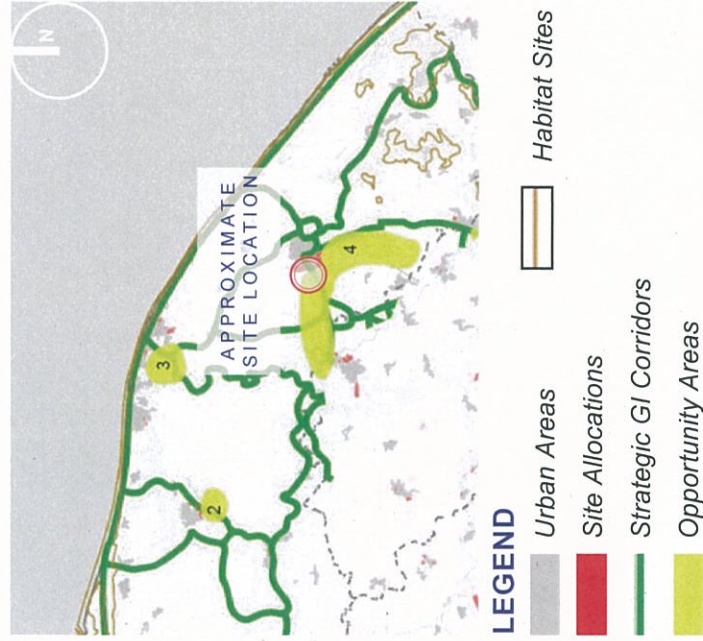 N
APPROXIMATE
SITE LOCATION
3
2
4
LEGEND
Urban Areas
Habitat Sites
Site Allocations
Strategic GI Corridors
Opportunity Areas